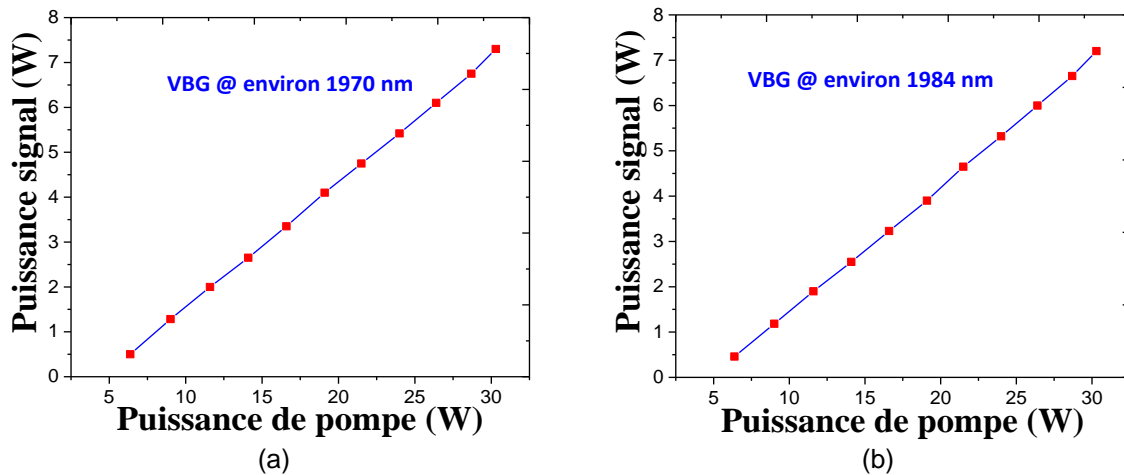 8
7
6
5
4
3
2
1
0
Puissance signal (W)
VBG @ environ 1970 nm
5 10 15 20 25 30
Puissance de pompe (W)
(a)
8
7
6
5
4
3
2
1
0
Puissance signal (W)
VBG @ environ 1984 nm
5 10 15 20 25 30
Puissance de pompe (W)
(b)